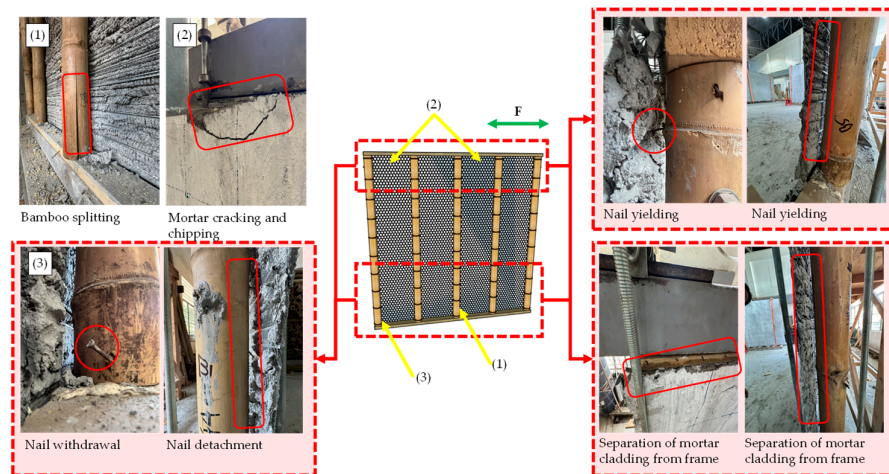 (1)
(2)
Bamboo splitting
Mortar cracking and
chipping
(3)
Nail withdrawal
Nail detachment
(2)
F
(3)
(1)
Nail yielding
Nail yielding
Separation of mortar
cladding from frame
Separation of mortar
cladding from frame